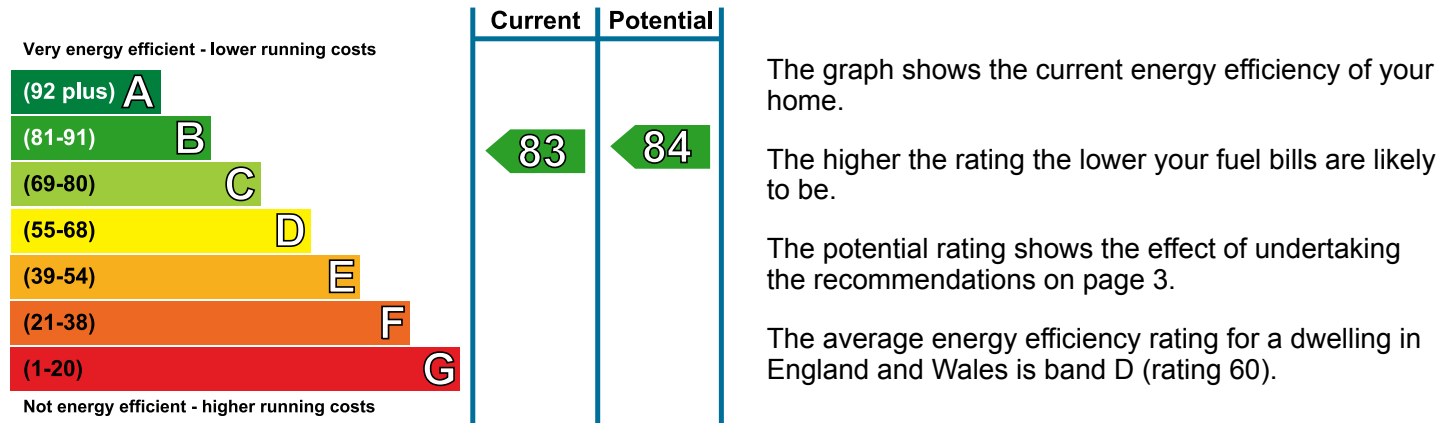 Current Potential
Very energy efficient - lower running costs
(92 plus) A
(81-91) B
83
84
(69-80) C
(55-68) D
(39-54) E
(21-38) F
(1-20) G
Not energy efficient - higher running costs
The graph shows the current energy efficiency of your
home.
The higher the rating the lower your fuel bills are likely
to be.
The potential rating shows the effect of undertaking
the recommendations on page 3.
The average energy efficiency rating for a dwelling in
England and Wales is band D (rating 60).